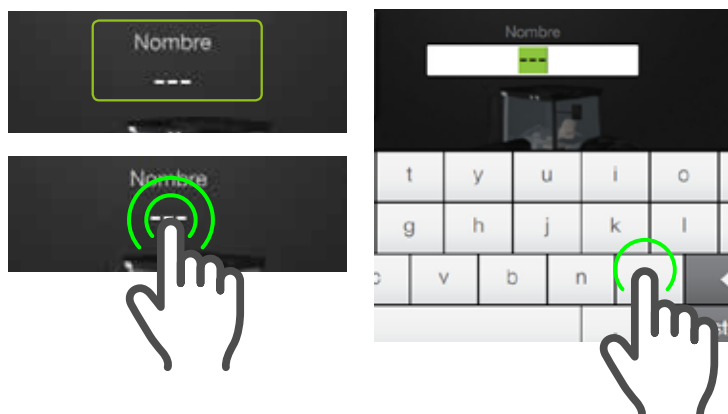 Nombre
---
Nombre
---
Nombre
---
t y u i o
g h j k l
v b n